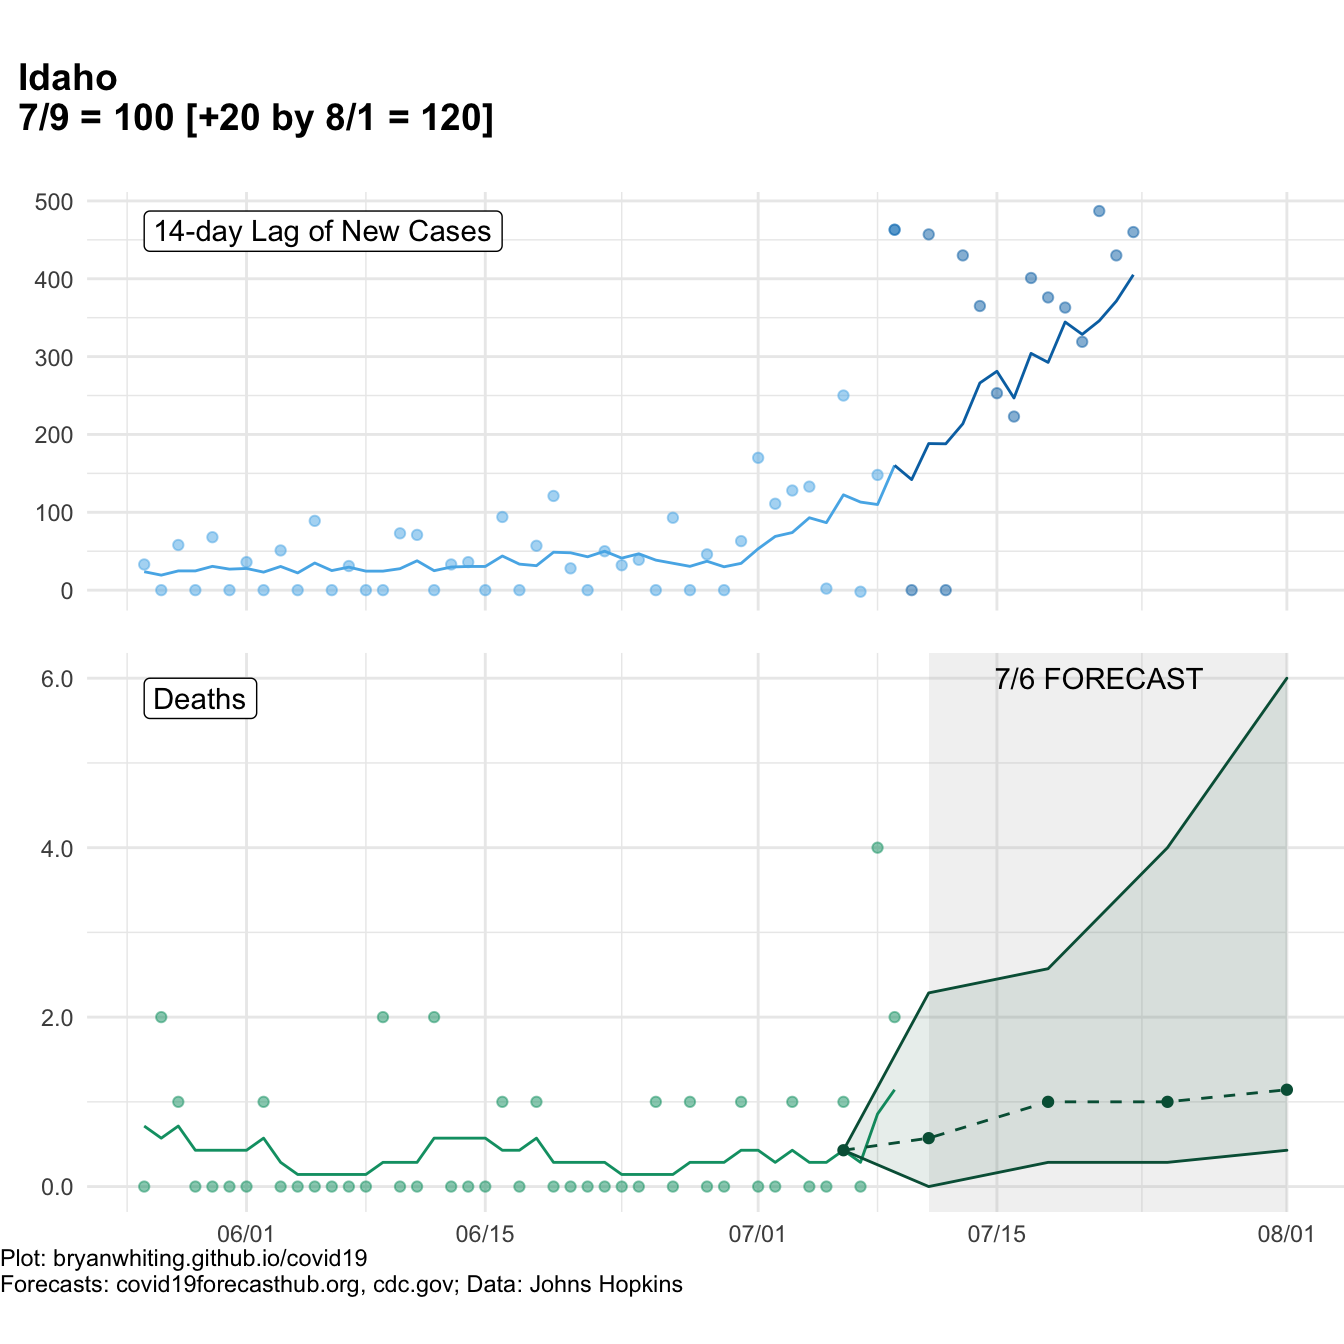 Idaho
7/9 = 100 [+20 by 8/1 = 120]
500
14-day Lag of New Cases
400
300
200
100
0
7/6 FORECAST
6.0
Deaths
4.0
2.0
0.0
06/01 06/15 07/01 07/15 08/01
Plot: bryanwhiting.github.io/covid19
Forecasts: covid19forecasthub.org, cdc.gov; Data: Johns Hopkins